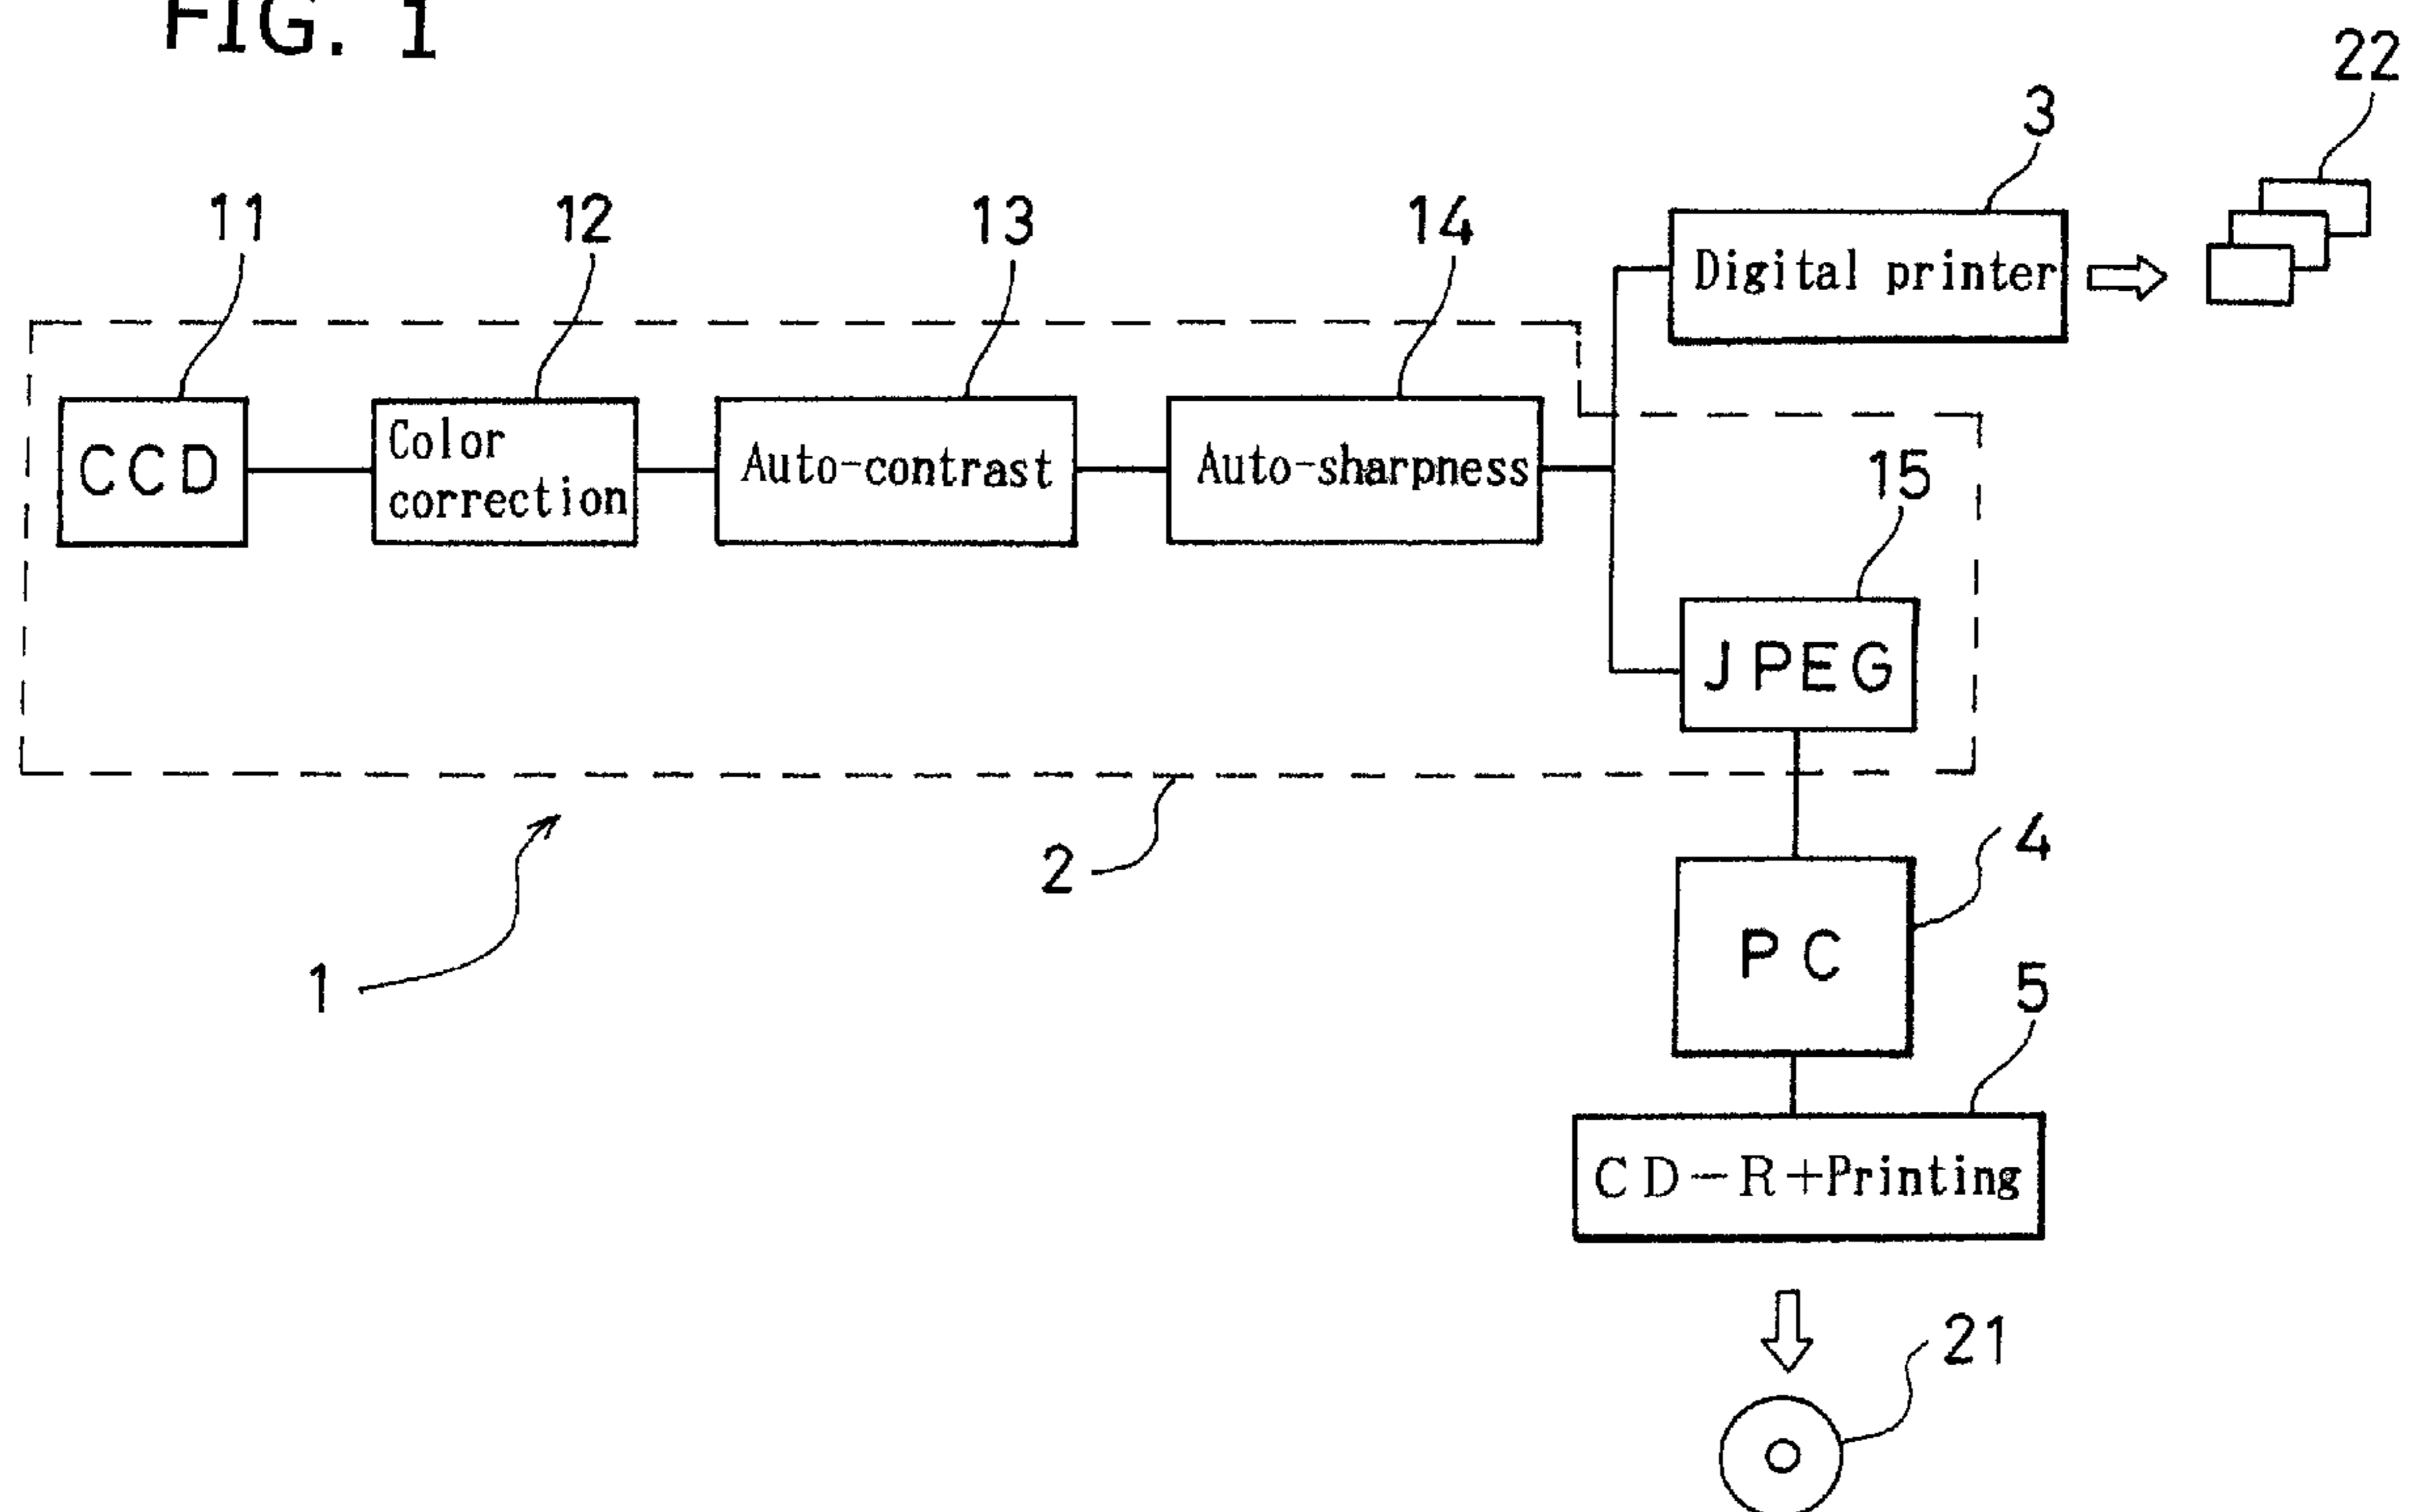 FIG. 1
22
3
11
12
13
14
Digital printer
CCD
Color
correction
Auto-contrast
Auto-sharpness
15
JPEG
2
4
1
PC
5
CD-R+Printing
21